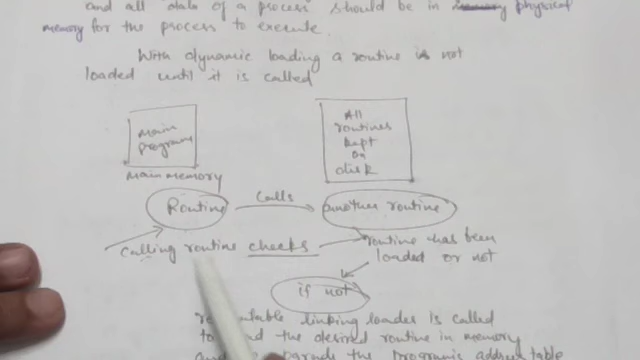 and all data of a process should be in physical
memory for the process to execute.
With dynamic loading a routine is not
loaded until it is called
Main
program
main memory
All
routines
kept
on
disk
Routine
calls
another routine
calling routine checks
routine has been
loaded or not
if not
linking loader is called
to the desired routine in memory
the programs address table